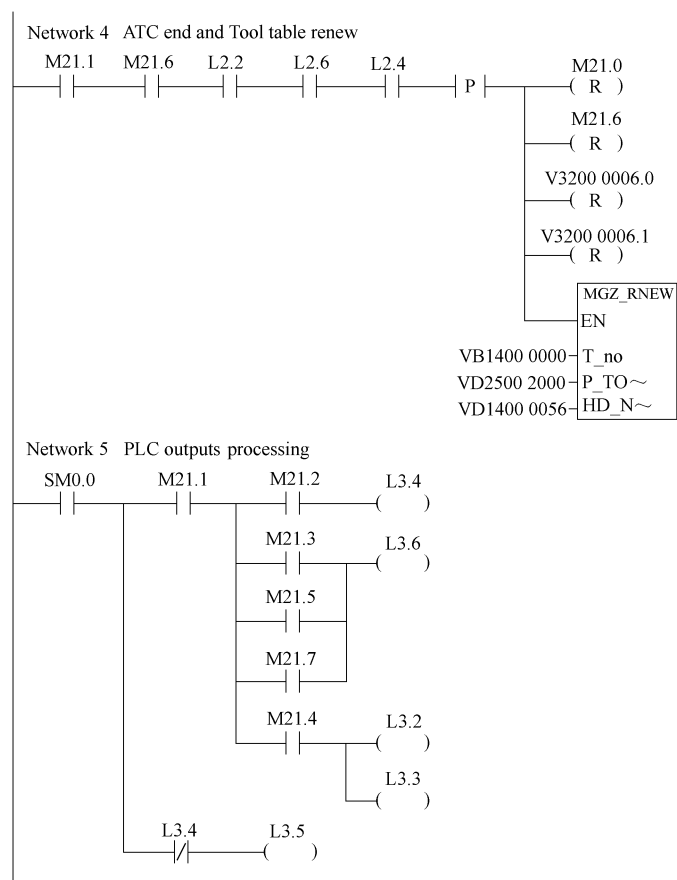 Network 4 ATC end and Tool table renew
M21.1 M21.6 L2.2 L2.6 L2.4
P
M21.0
( R )
M21.6
( R )
V3200 0006.0
( R )
V3200 0006.1
( R )
MGZ_RNEW
EN
VB1400 0000 T_no
VD2500 2000 P_TO～
VD1400 0056 HD_N～
Network 5 PLC outputs processing
SM0.0 M21.1 M21.2 L3.4
( )
M21.3 L3.6
( )
M21.5
M21.7
M21.4 L3.2
( )
L3.3
( )
L3.4 L3.5
( )